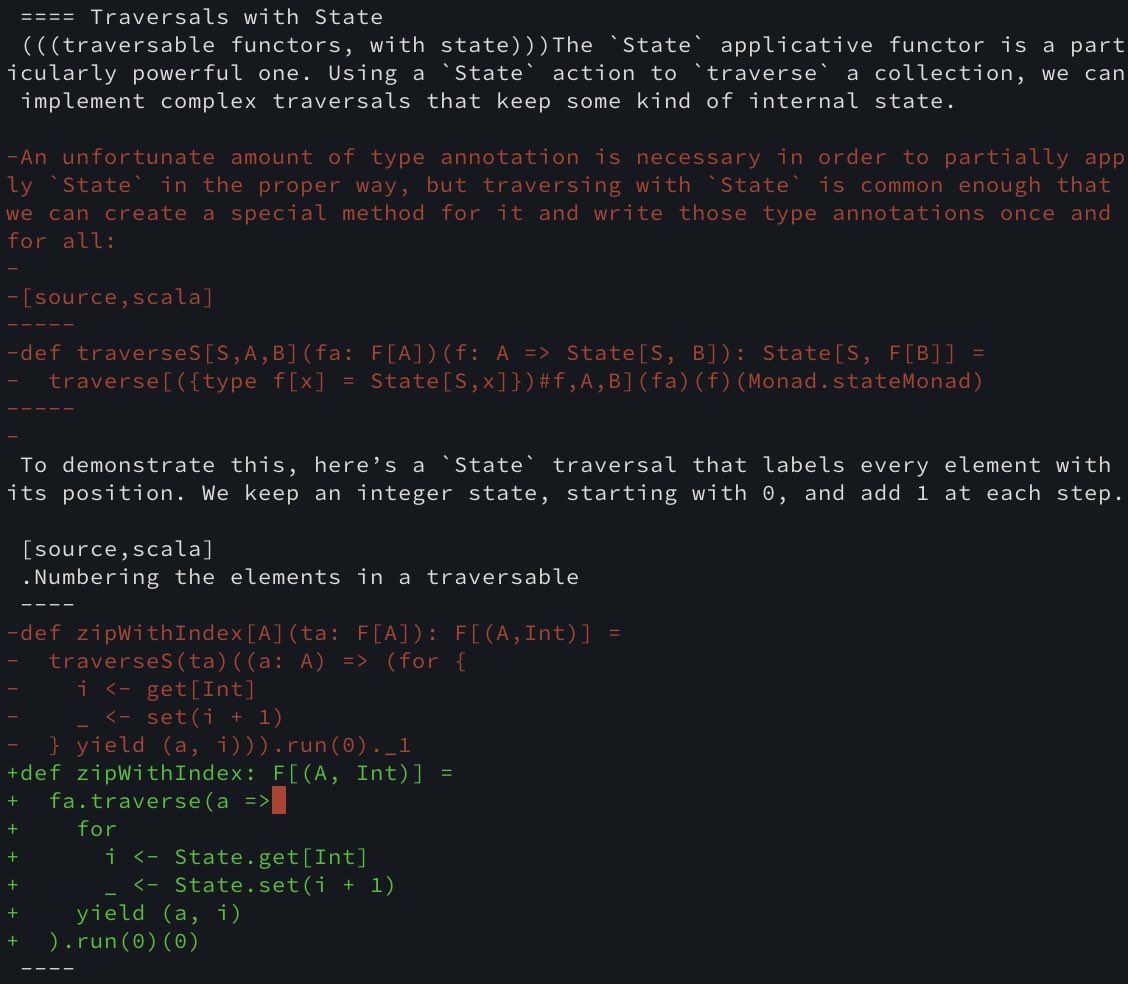 ==== Traversals with State
 (((traversable functors, with state)))The `State` applicative functor is a part
icularly powerful one. Using a `State` action to `traverse` a collection, we can
 implement complex traversals that keep some kind of internal state.

-An unfortunate amount of type annotation is necessary in order to partially app
ly `State` in the proper way, but traversing with `State` is common enough that
we can create a special method for it and write those type annotations once and
for all:
-
-[source,scala]
-----
-def traverseS[S,A,B](fa: F[A])(f: A => State[S, B]): State[S, F[B]] =
-  traverse[({type f[x] = State[S,x]})#f,A,B](fa)(f)(Monad.stateMonad)
-----
-
 To demonstrate this, here’s a `State` traversal that labels every element with
its position. We keep an integer state, starting with 0, and add 1 at each step.

 [source,scala]
 .Numbering the elements in a traversable
 ----
-def zipWithIndex[A](ta: F[A]): F[(A,Int)] =
-  traverseS(ta)((a: A) => (for {
-    i <- get[Int]
-    _ <- set(i + 1)
-  } yield (a, i))).run(0)._1
+def zipWithIndex: F[(A, Int)] =
+  fa.traverse(a =>
+    for
+      i <- State.get[Int]
+      _ <- State.set(i + 1)
+    yield (a, i)
+  ).run(0)(0)
 ----